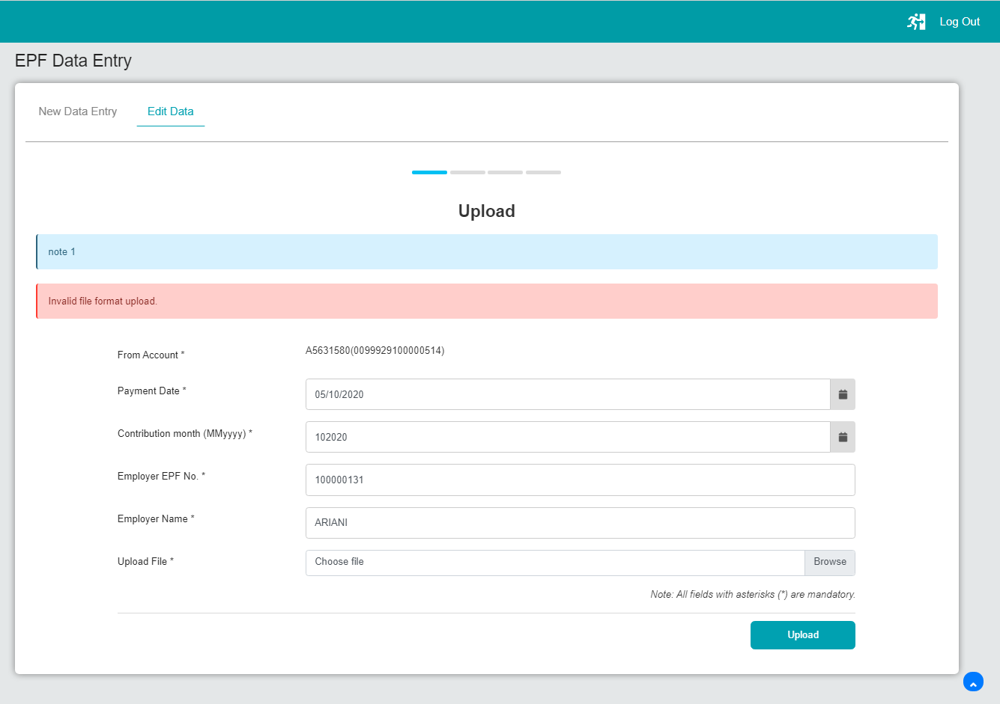 Log Out
EPF Data Entry
New Data Entry
Edit Data
Upload
note 1
Invalid file format upload.
From Account *
A5631580(0099929100000514)
Payment Date *
05/10/2020
Contribution month (MMyyyy) *
102020
Employer EPF No. *
100000131
Employer Name *
ARIANI
Upload File *
Choose file
Browse
Note: All fields with asterisks (*) are mandatory.
Upload